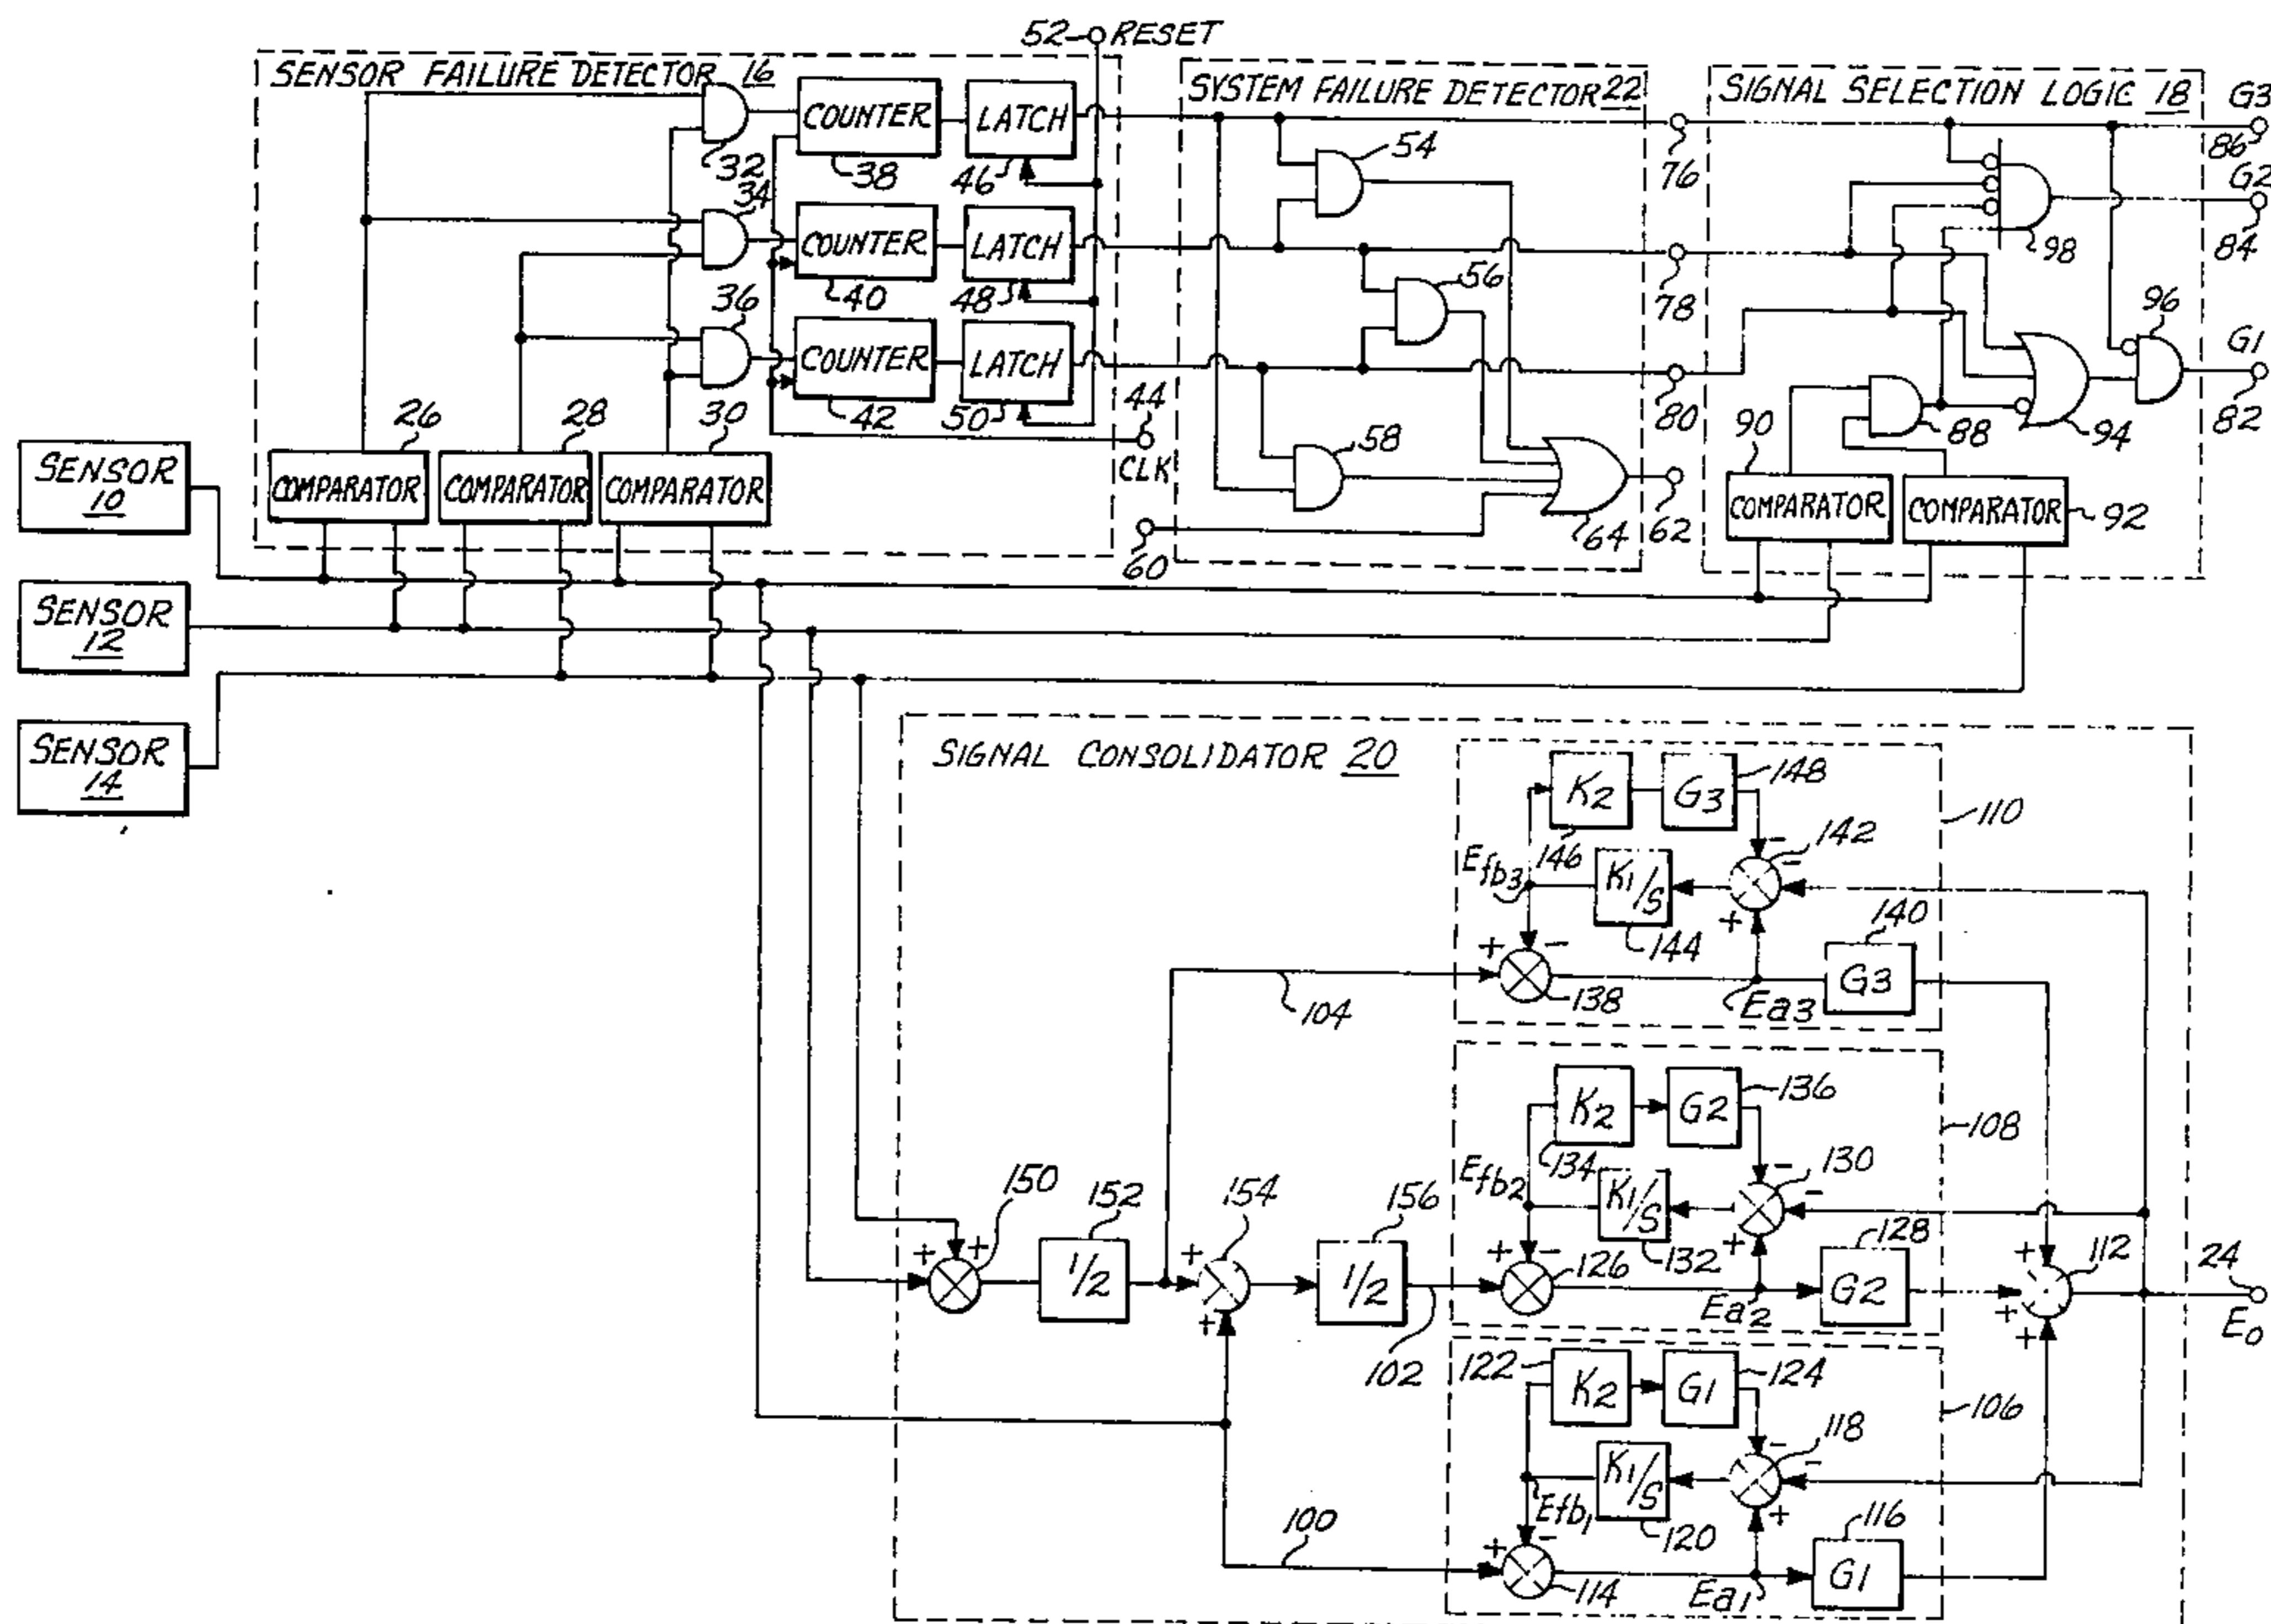 52 RESET
SENSOR FAILURE DETECTOR 16
SYSTEM FAILURE DETECTOR 22
SIGNAL SELECTION LOGIC 18
G3
86
G2
84
32
COUNTER
38
LATCH
46
54
76
98
34
COUNTER
40
LATCH
48
56
78
96
G1
82
36
COUNTER
42
LATCH
50
44
CLK
58
80
88
94
26
28
30
90
SENSOR
10
COMPARATOR
COMPARATOR
COMPARATOR
60
64
62
COMPARATOR
COMPARATOR
92
SENSOR
12
SENSOR
14
SIGNAL CONSOLIDATOR 20
K2
146
G3
148
110
142
Efb3
K1/S
144
140
G3
138
Ea3
104
K2
134
G2
136
108
130
Efb2
K1/S
132
128
G2
126
Ea2
150
152
1/2
154
156
1/2
102
112
24
E0
122
K2
G1
124
106
118
Efb1
K1/S
120
116
G1
100
114
Ea1
+
+
+
+
+
-
-
-
+
+
-
-
-
+
+
-
-
-
+
+
+
+